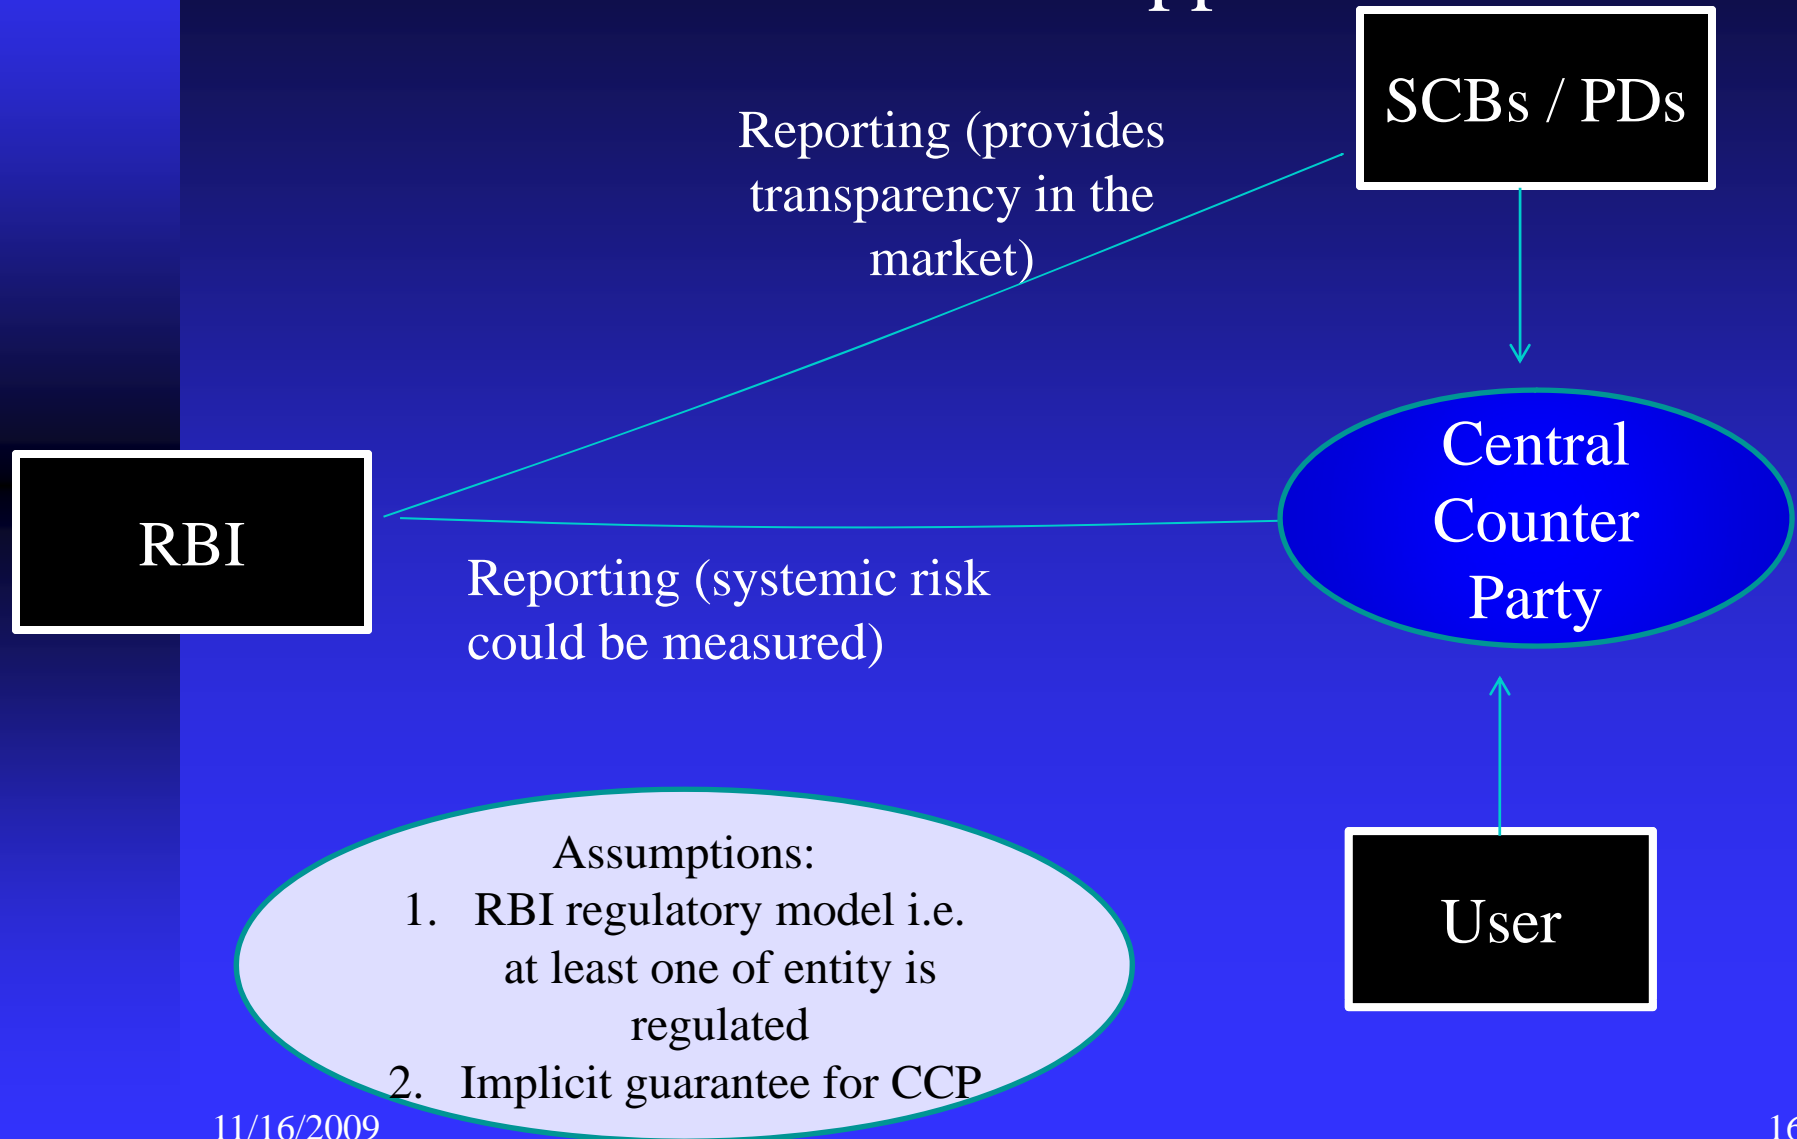 SCBs / PDs
Reporting (provides
transparency in the
market)
Central
Counter
Party
RBI
Reporting (systemic risk
could be measured)
Assumptions:
1. RBI regulatory model i.e.
at least one of entity is
regulated
2. Implicit guarantee for CCP
User
11/16/2009
16